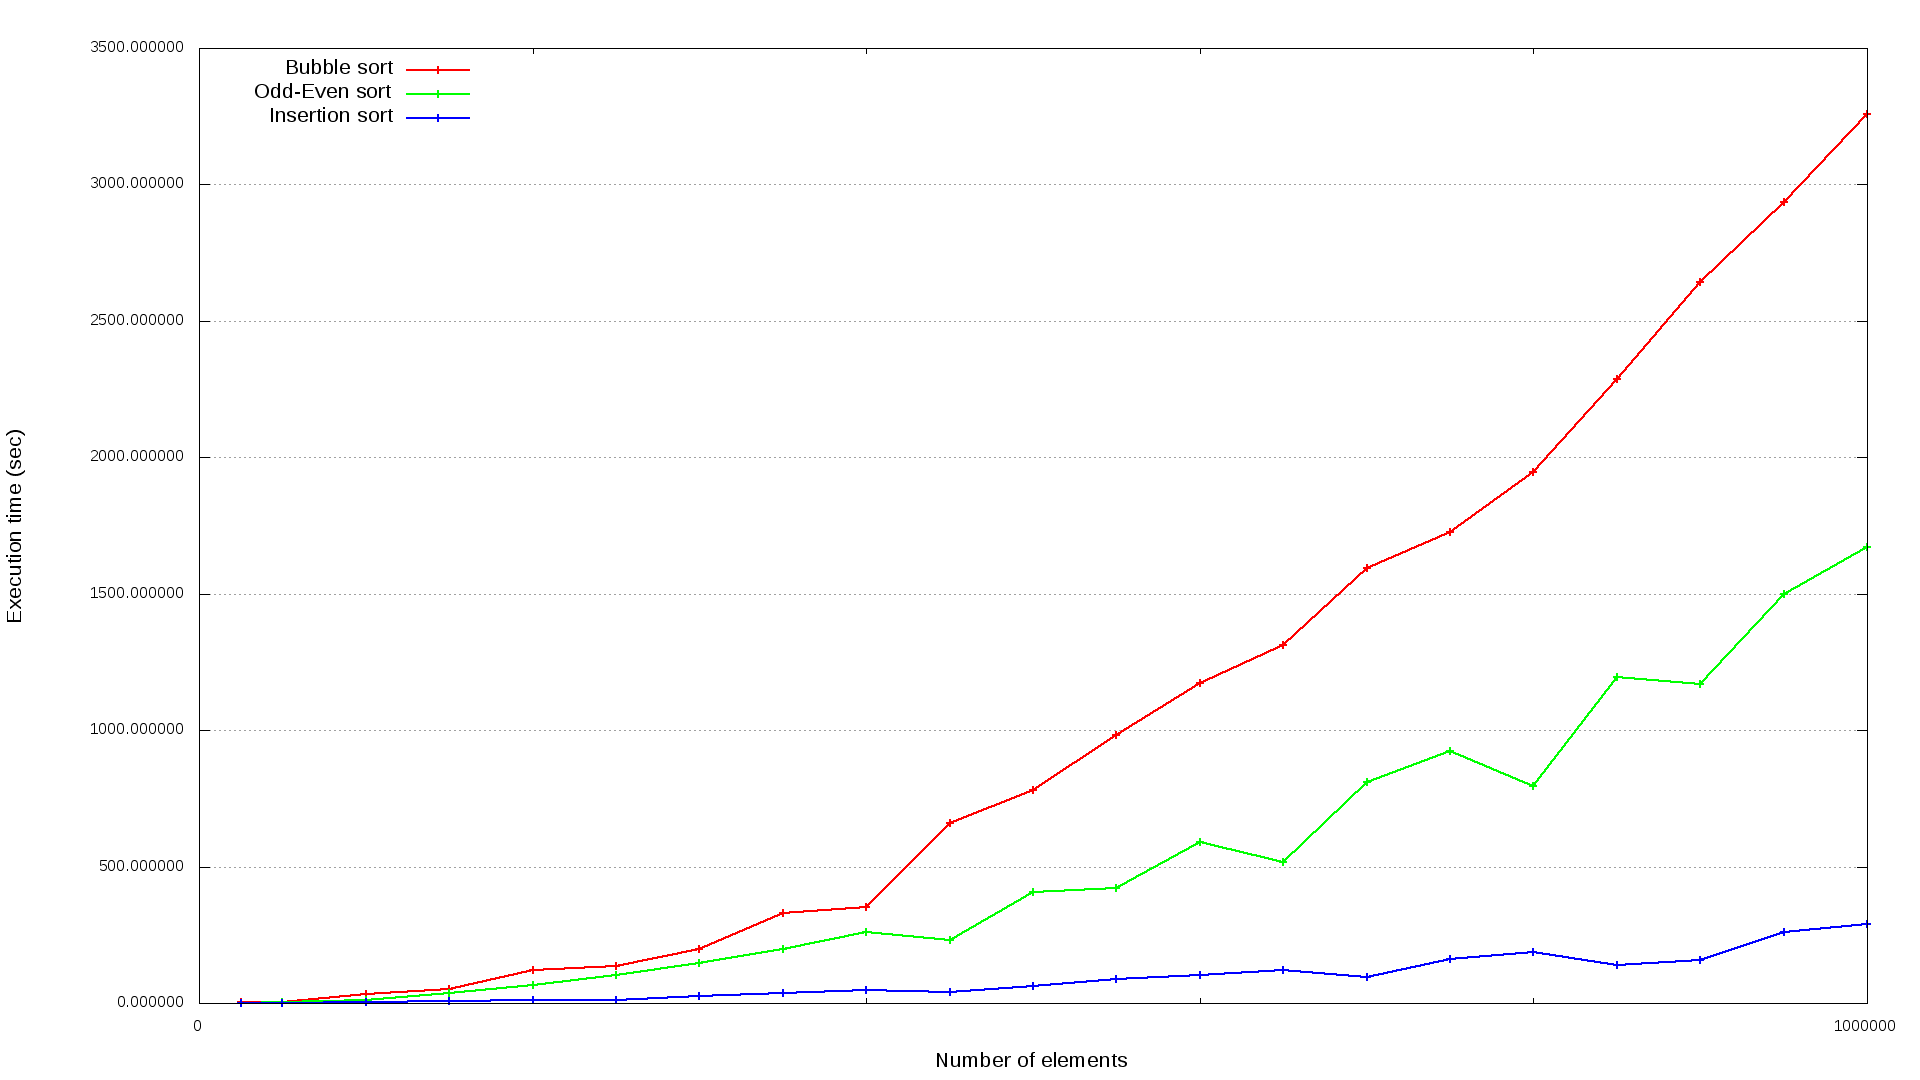 3500.000000
3000.000000
2500.000000
2000.000000
1500.000000
1000.000000
500.000000
0.000000
Bubble sort
Odd-Even sort
Insertion sort
Execution time (sec)
0
1000000
Number of elements